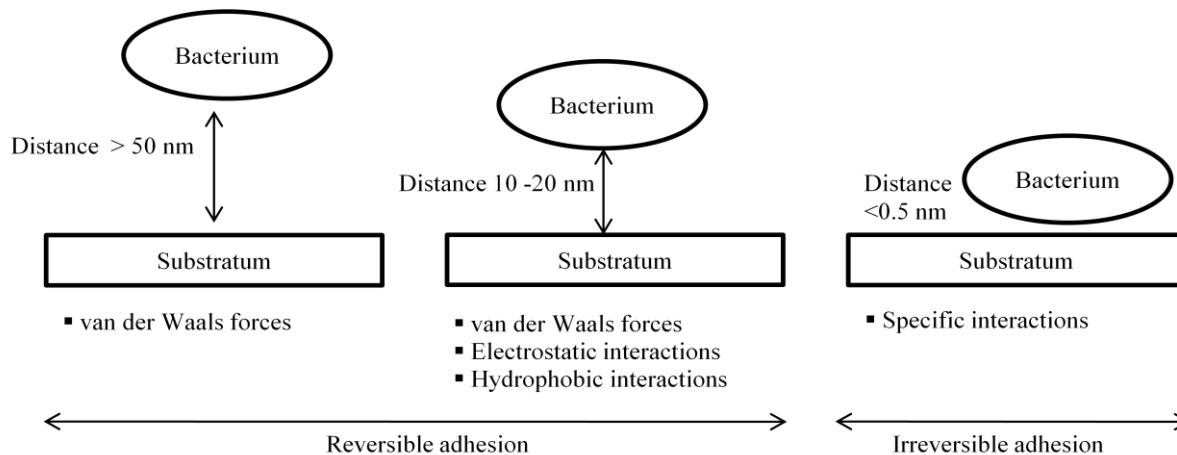 Bacterium
Distance > 50 nm
Substratum
▪ van der Waals forces
Bacterium
Distance 10 -20 nm
Substratum
▪ van der Waals forces
▪ Electrostatic interactions
▪ Hydrophobic interactions
Reversible adhesion
Bacterium
Distance
<0.5 nm
Substratum
▪ Specific interactions
Irreversible adhesion